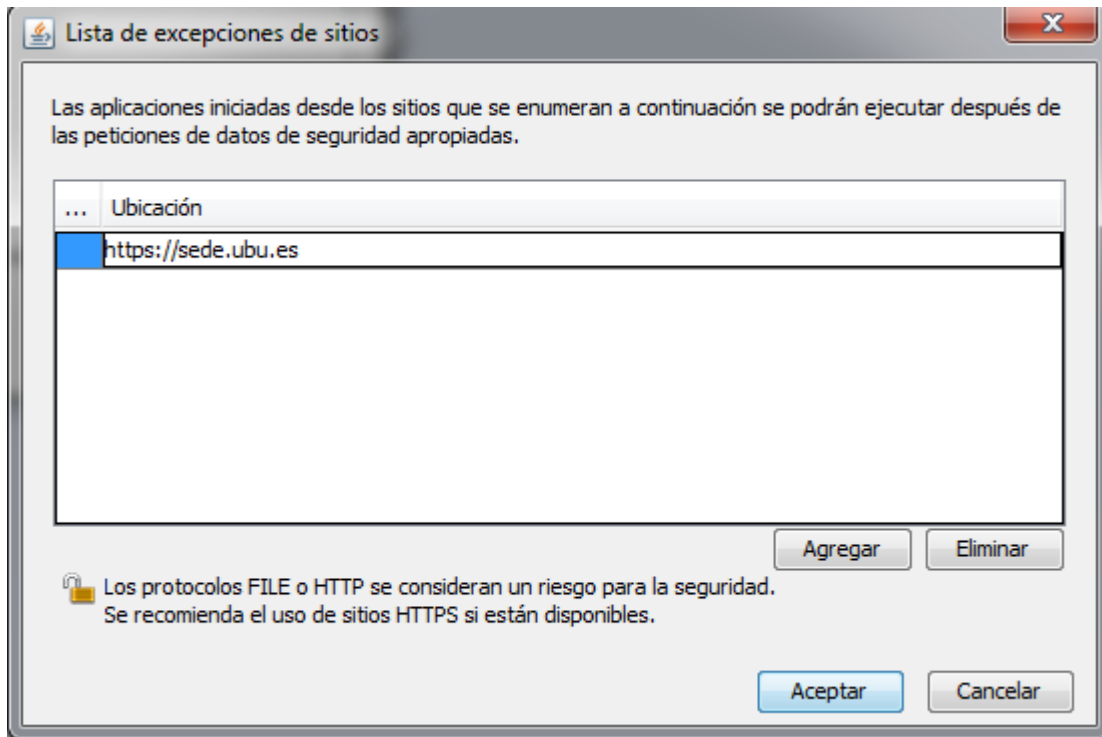 Lista de excepciones de sitios
Las aplicaciones iniciadas desde los sitios que se enumeran a continuación se podrán ejecutar después de
las peticiones de datos de seguridad apropiadas.
... Ubicación
https://sede.ubu.es
Agregar Eliminar
Los protocolos FILE o HTTP se consideran un riesgo para la seguridad.
Se recomienda el uso de sitios HTTPS si están disponibles.
Aceptar Cancelar